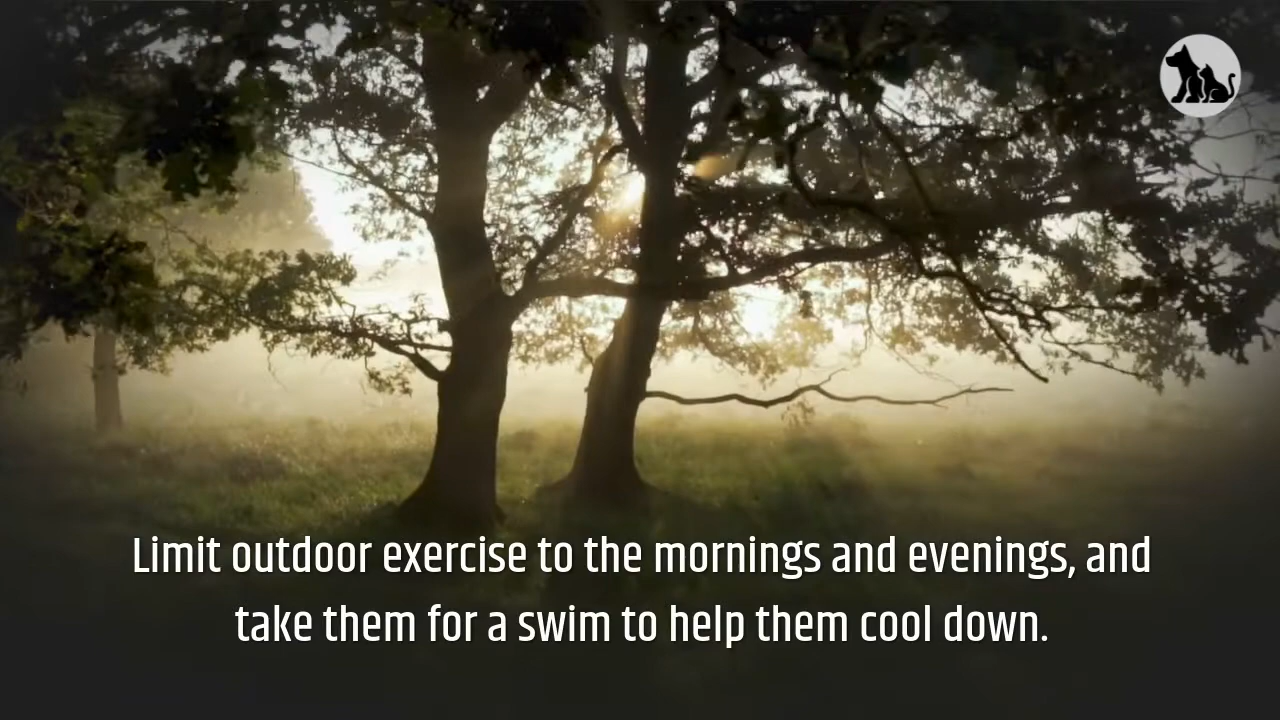 Limit outdoor exercise to the mornings and evenings, and
take them for a swim to help them cool down.